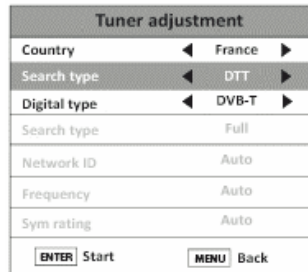 Tuner adjustment
Country France
Search type DTT
Digital type DVB-T
Search type Full
Network ID Auto
Frequency Auto
Sym rating Auto
ENTER Start MENU Back